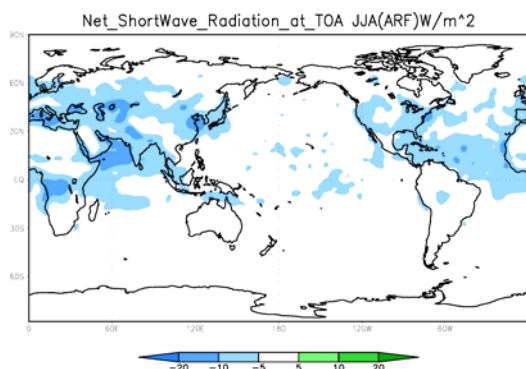 Net_ShortWave_Radiation_at_TOA JJA(ARF)W/m^2
90N
60N
30N
EQ
30S
60S
0 60E 120E 180 120W 60W
-20 -10 -5 5 10 20